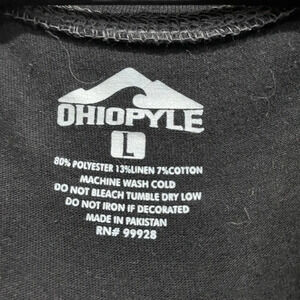 OHIOPYLE
L
80% POLYESTER 13%LINEN 7%COTTON
MACHINE WASH COLD
DO NOT BLEACH TUMBLE DRY LOW
DO NOT IRON IF DECORATED
MADE IN PAKISTAN
RN# 99928